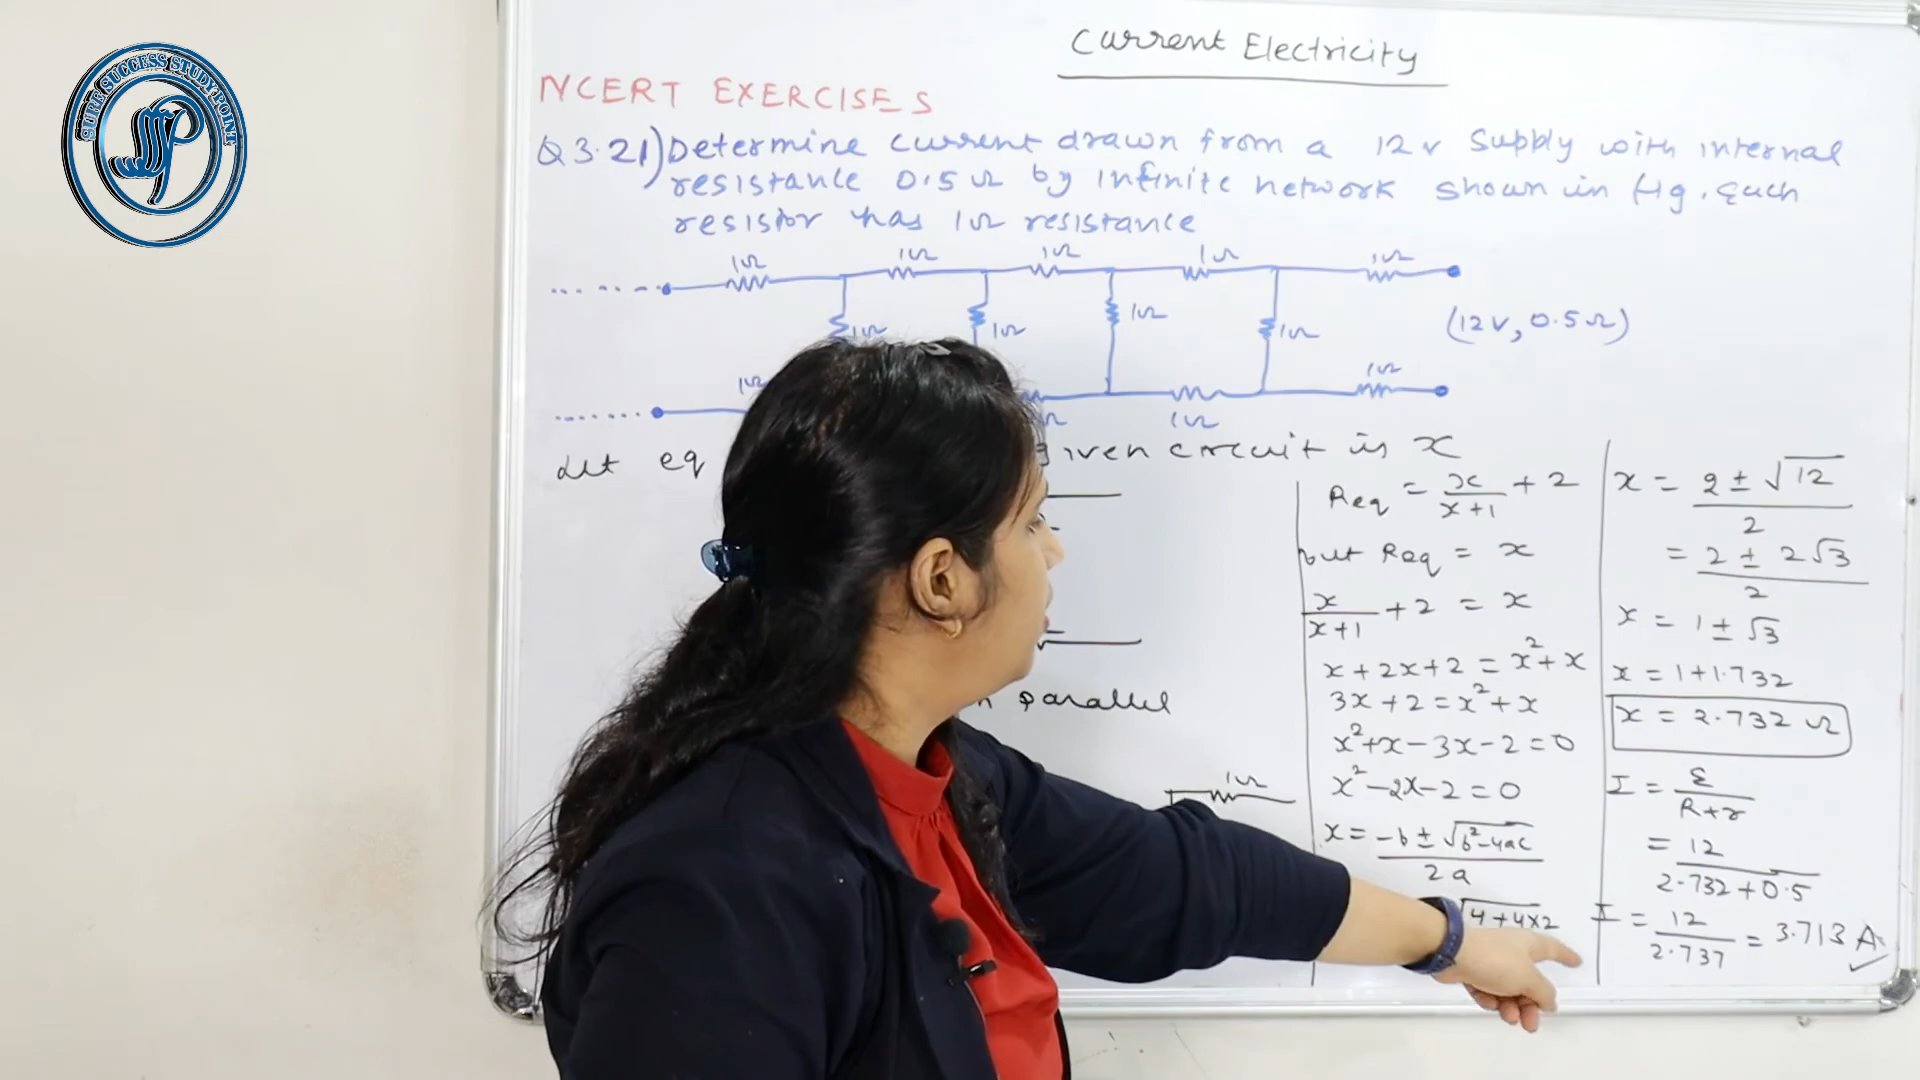 SURE SUCCESS STUDY POINT
Current Electricity
NCERT EXERCISES
Q 3.21) Determine current drawn from a 12 V supply with internal
resistance 0.5Ω by infinite network shown in fig. Each
resistor has 1Ω resistance
1Ω 1Ω 1Ω 1Ω 1Ω
1Ω 1Ω 1Ω 1Ω
(12V, 0.5Ω)
1Ω
1Ω 1Ω
Let eq given circuit is x
parallel
1Ω
Req = x/(x+1) + 2
but Req = x
x/(x+1) + 2 = x
x + 2x + 2 = x² + x
3x + 2 = x² + x
x² + x - 3x - 2 = 0
x² - 2x - 2 = 0
x = (-b ± √(b² - 4ac))/2a
√4 + 4×2
x = (2 ± √12)/2
= (2 ± 2√3)/2
x = 1 ± √3
x = 1 + 1.732
x = 2.732 Ω
I = ε/(R+r)
= 12/(2.732 + 0.5)
I = 12/2.737 = 3.713 A